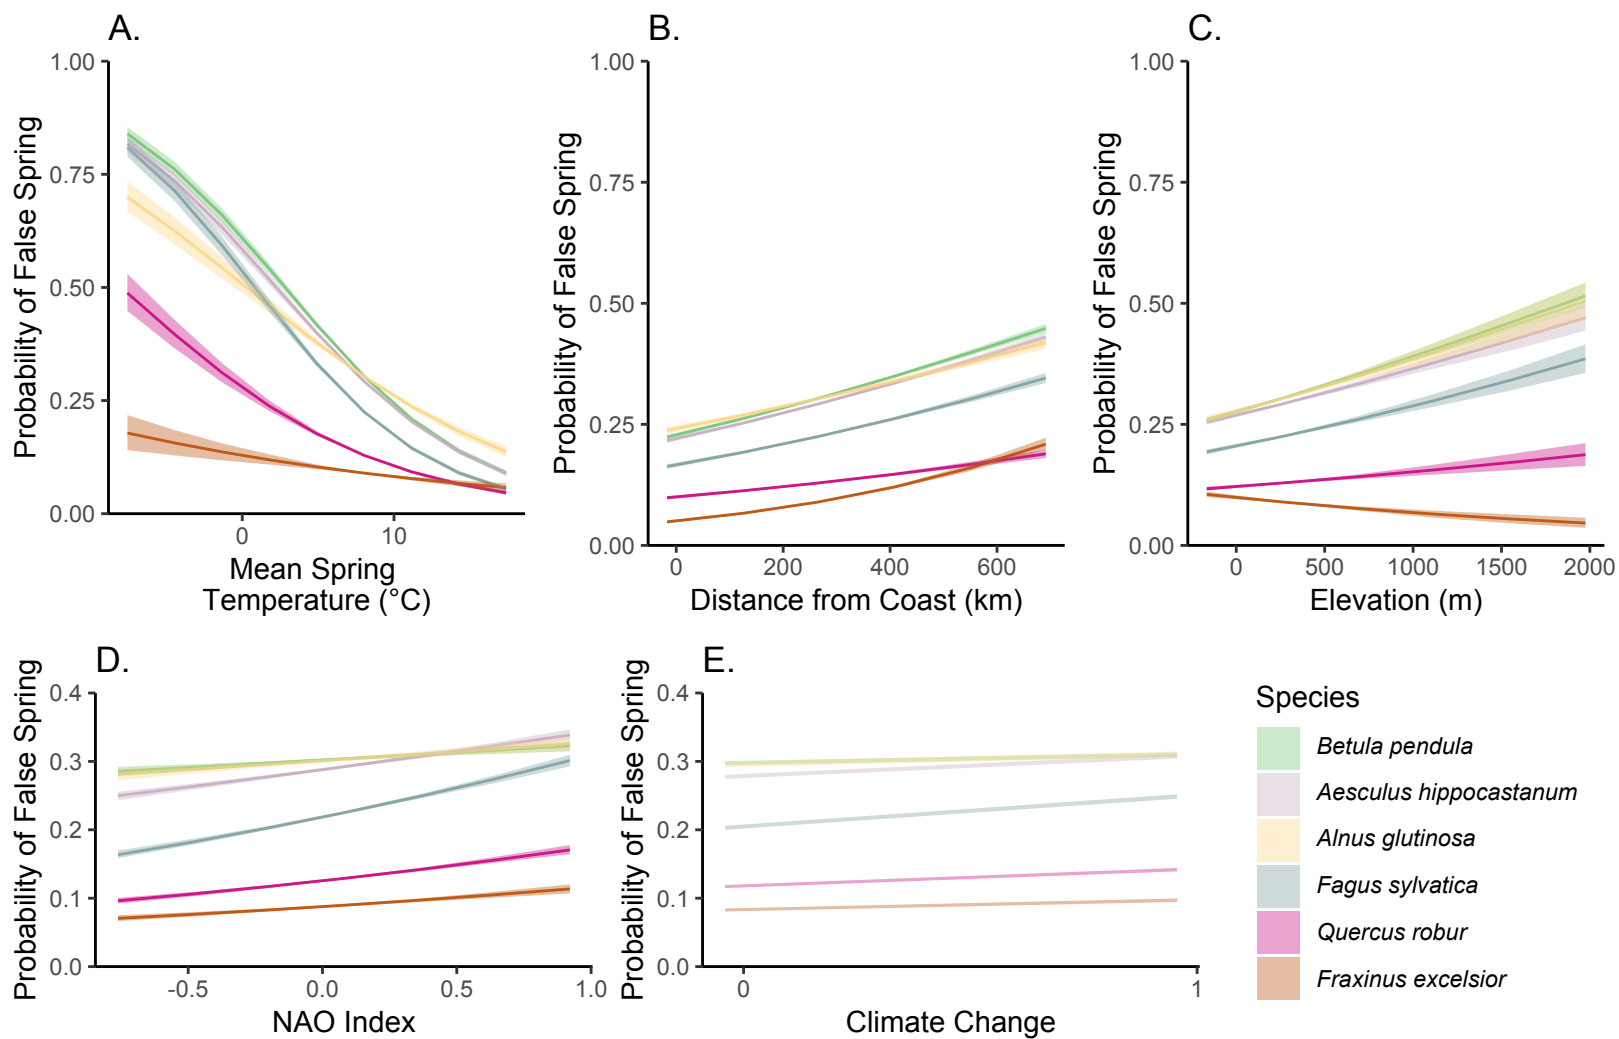 A.
Probability of False Spring
1.00
0.75
0.50
0.25
0.00
0
10
Mean Spring
Temperature (°C)
B.
Probability of False Spring
1.00
0.75
0.50
0.25
0.00
0
200
400
600
Distance from Coast (km)
C.
Probability of False Spring
1.00
0.75
0.50
0.25
0.00
0
500
1000
1500
2000
Elevation (m)
D.
Probability of False Spring
0.4
0.3
0.2
0.1
0.0
-0.5
0.0
0.5
1.0
NAO Index
E.
Probability of False Spring
0.4
0.3
0.2
0.1
0.0
0
1
Climate Change
Species
Betula pendula
Aesculus hippocastanum
Alnus glutinosa
Fagus sylvatica
Quercus robur
Fraxinus excelsior